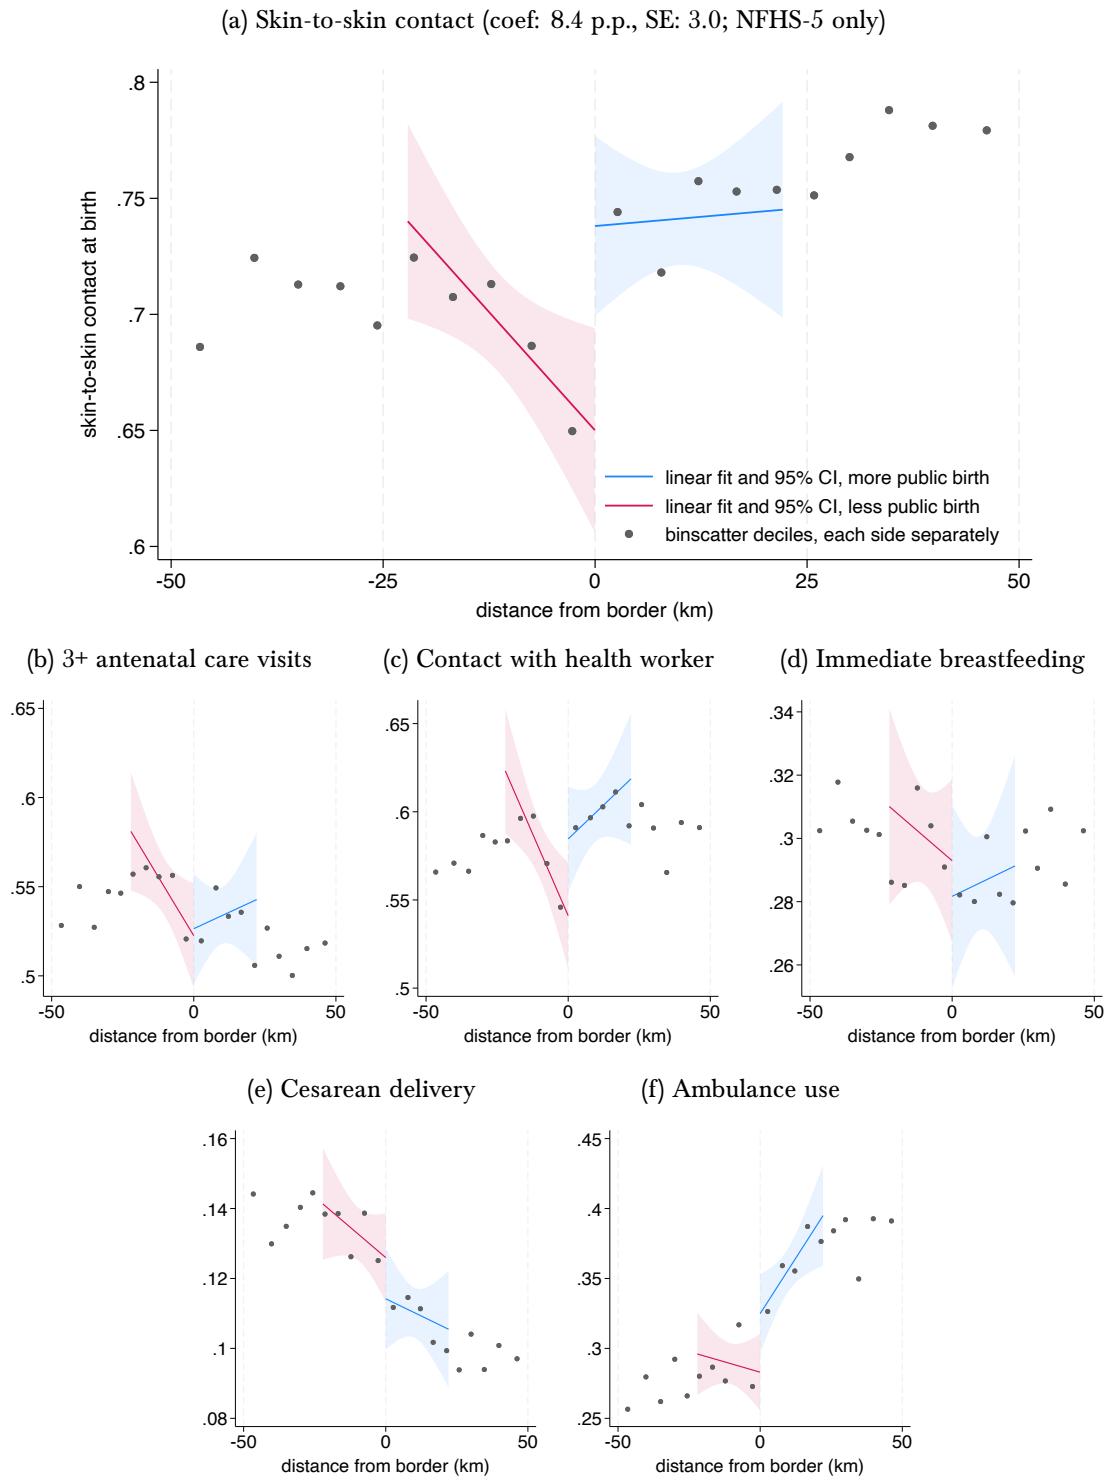 (a) Skin-to-skin contact (coef: 8.4 p.p., SE: 3.0; NFHS-5 only)
skin-to-skin contact at birth
.8
.75
.7
.65
.6
linear fit and 95% CI, more public birth
linear fit and 95% CI, less public birth
binscatter deciles, each side separately
-50 -25 0 25 50
distance from border (km)
(b) 3+ antenatal care visits
.65
.6
.55
.5
-50 0 50
distance from border (km)
(c) Contact with health worker
.65
.6
.55
.5
-50 0 50
distance from border (km)
(d) Immediate breastfeeding
.34
.32
.3
.28
.26
-50 0 50
distance from border (km)
(e) Cesarean delivery
.16
.14
.12
.1
.08
-50 0 50
distance from border (km)
(f) Ambulance use
.45
.4
.35
.3
.25
-50 0 50
distance from border (km)